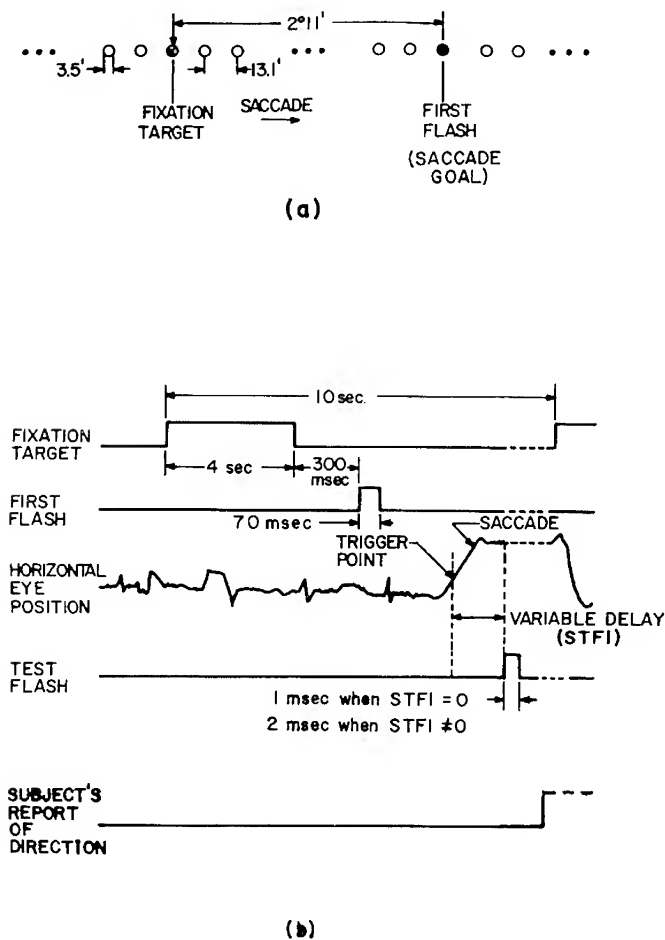 2°11'
3.5'
13.1'
FIXATION
TARGET
SACCADE
FIRST
FLASH
(SACCADE
GOAL)
(a)
10 sec.
FIXATION
TARGET
4 sec
300
msec
FIRST
FLASH
70 msec
SACCADE
TRIGGER
POINT
HORIZONTAL
EYE
POSITION
VARIABLE DELAY
(STFI)
TEST
FLASH
1 msec when STFI = 0
2 msec when STFI ≠ 0
SUBJECT'S
REPORT
OF
DIRECTION
(b)